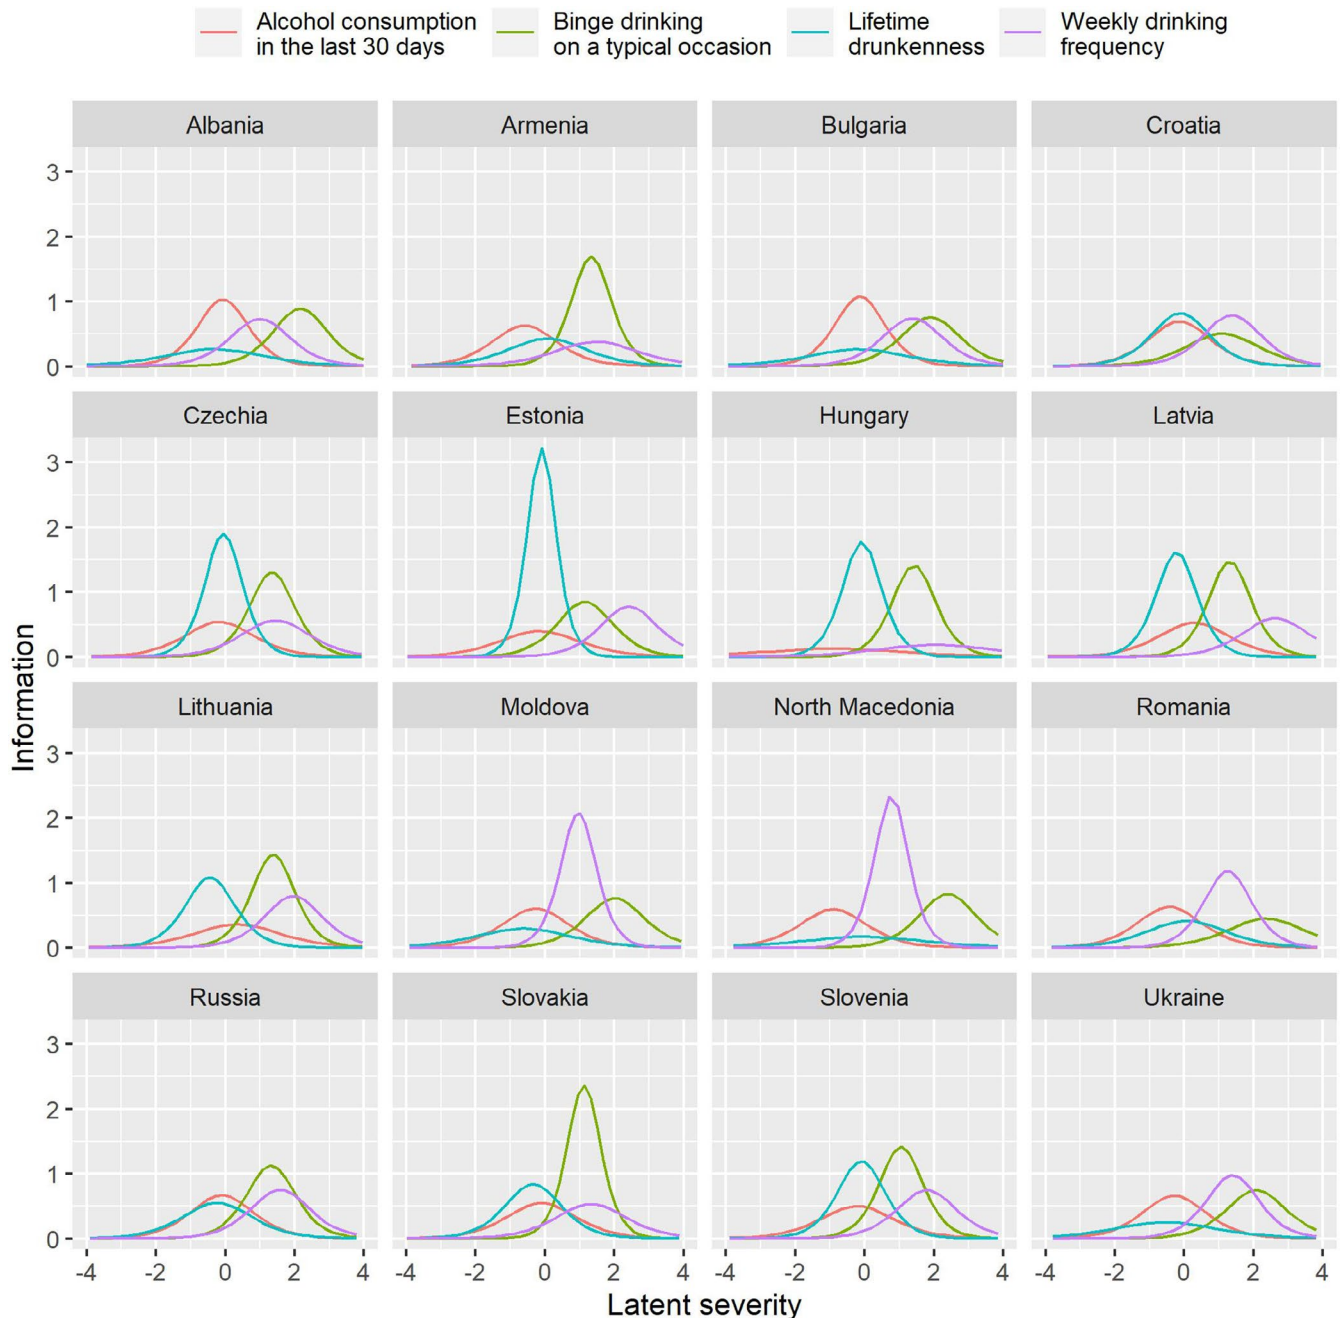 Alcohol consumption
in the last 30 days
Binge drinking
on a typical occasion
Lifetime
drunkenness
Weekly drinking
frequency
Albania
Armenia
Bulgaria
Croatia
3
2
1
0
Czechia
Estonia
Hungary
Latvia
3
2
1
0
Information
Lithuania
Moldova
North Macedonia
Romania
3
2
1
0
Russia
Slovakia
Slovenia
Ukraine
3
2
1
0
-4 -2 0 2 4
-4 -2 0 2 4
-4 -2 0 2 4
-4 -2 0 2 4
Latent severity